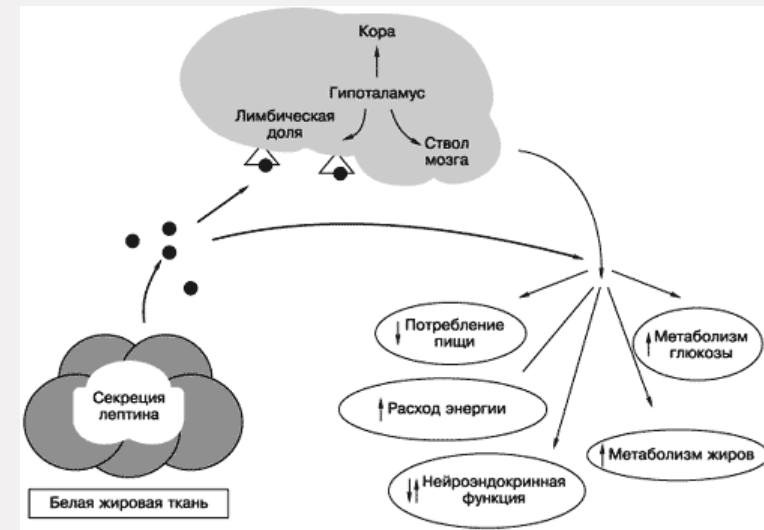 Кора
Гипоталамус
Лимбическая
доля
Ствол
мозга
Потребление
пищи
Метаболизм
глюкозы
Секреция
лептина
Расход энергии
Метаболизм жиров
Нейроэндокринная
функция
Белая жировая ткань